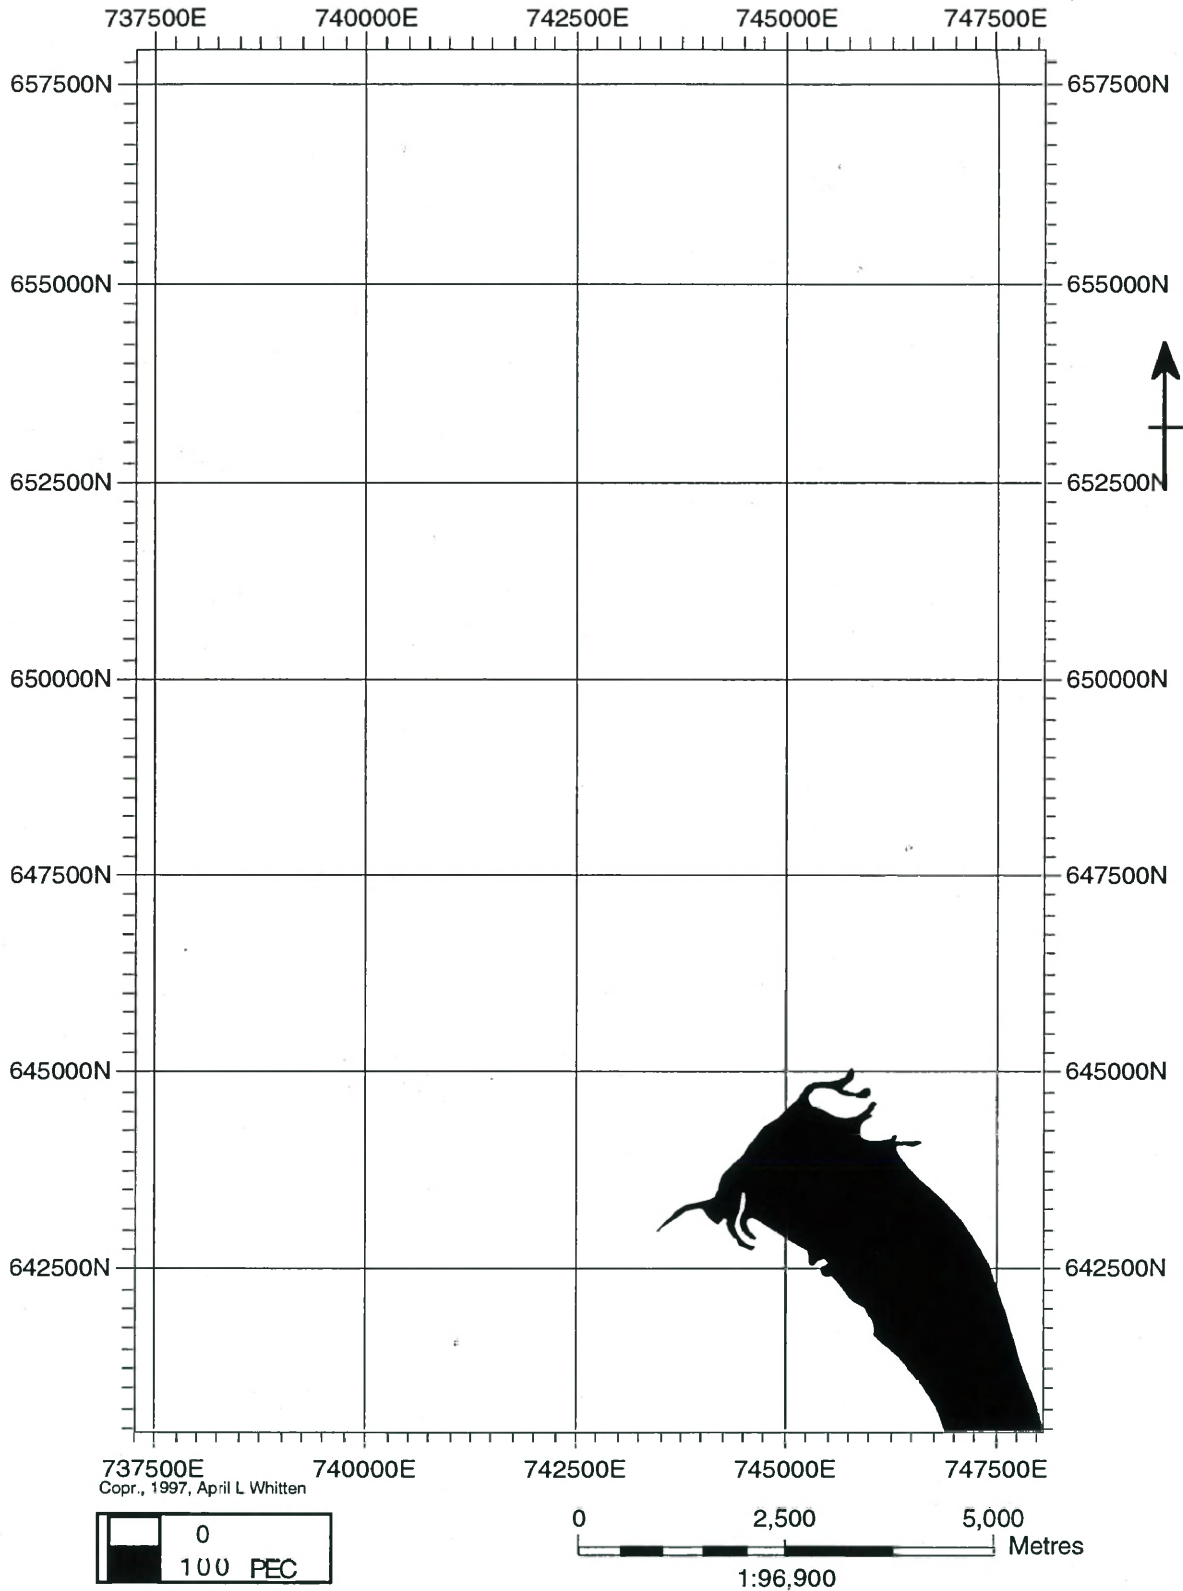 737500E 740000E 742500E 745000E 747500E
657500N 657500N
655000N 655000N
652500N 652500N
650000N 650000N
647500N 647500N
645000N 645000N
642500N 642500N
737500E 740000E 742500E 745000E 747500E
Copr., 1997, April L Whitten
0
100 PEC
0 2,500 5,000
Metres
1:96,900